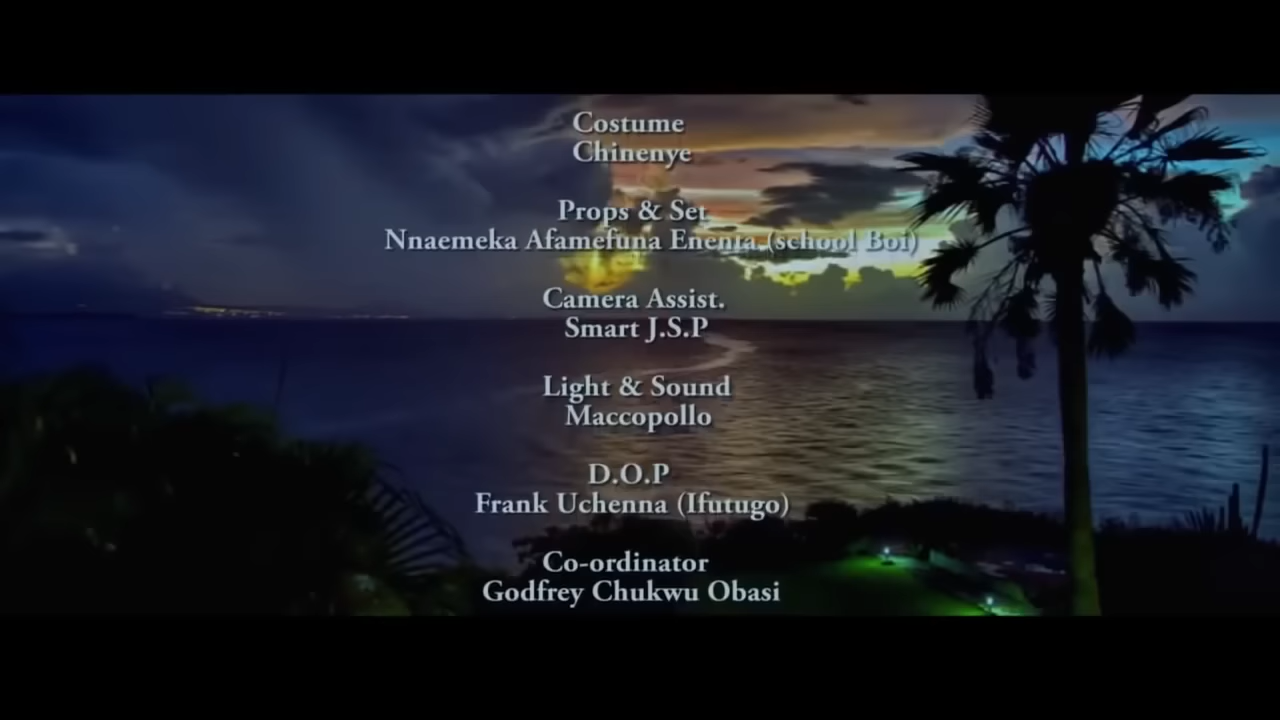 Costume
Chinenye
Props & Set
Nnaemeka Afamefuna Enenta (school Boi)
Camera Assist.
Smart J.S.P
Light & Sound
Maccopollo
D.O.P
Frank Uchenna (Ifutugo)
Co-ordinator
Godfrey Chukwu Obasi